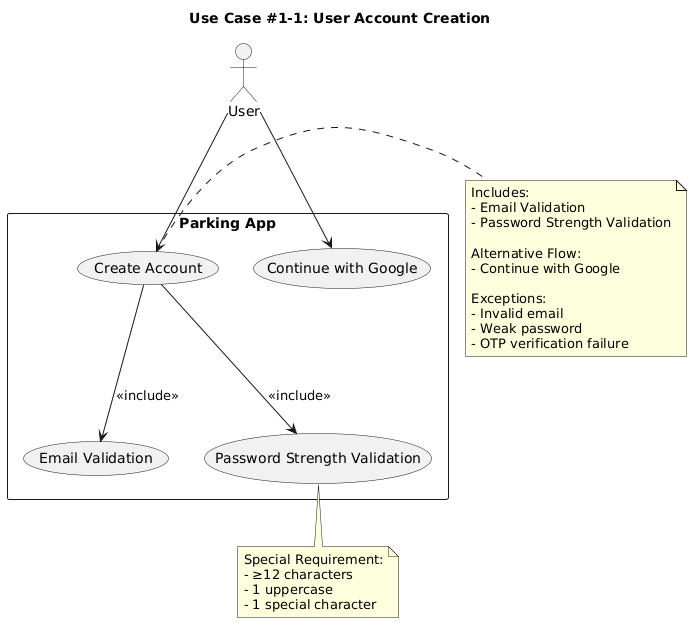 Use Case #1-1: User Account Creation
User
Includes:
- Email Validation
- Password Strength Validation
Alternative Flow:
- Continue with Google
Exceptions:
- Invalid email
- Weak password
- OTP verification failure
Parking App
Create Account
Continue with Google
«include»
«include»
Email Validation
Password Strength Validation
Special Requirement:
- ≥12 characters
- 1 uppercase
- 1 special character